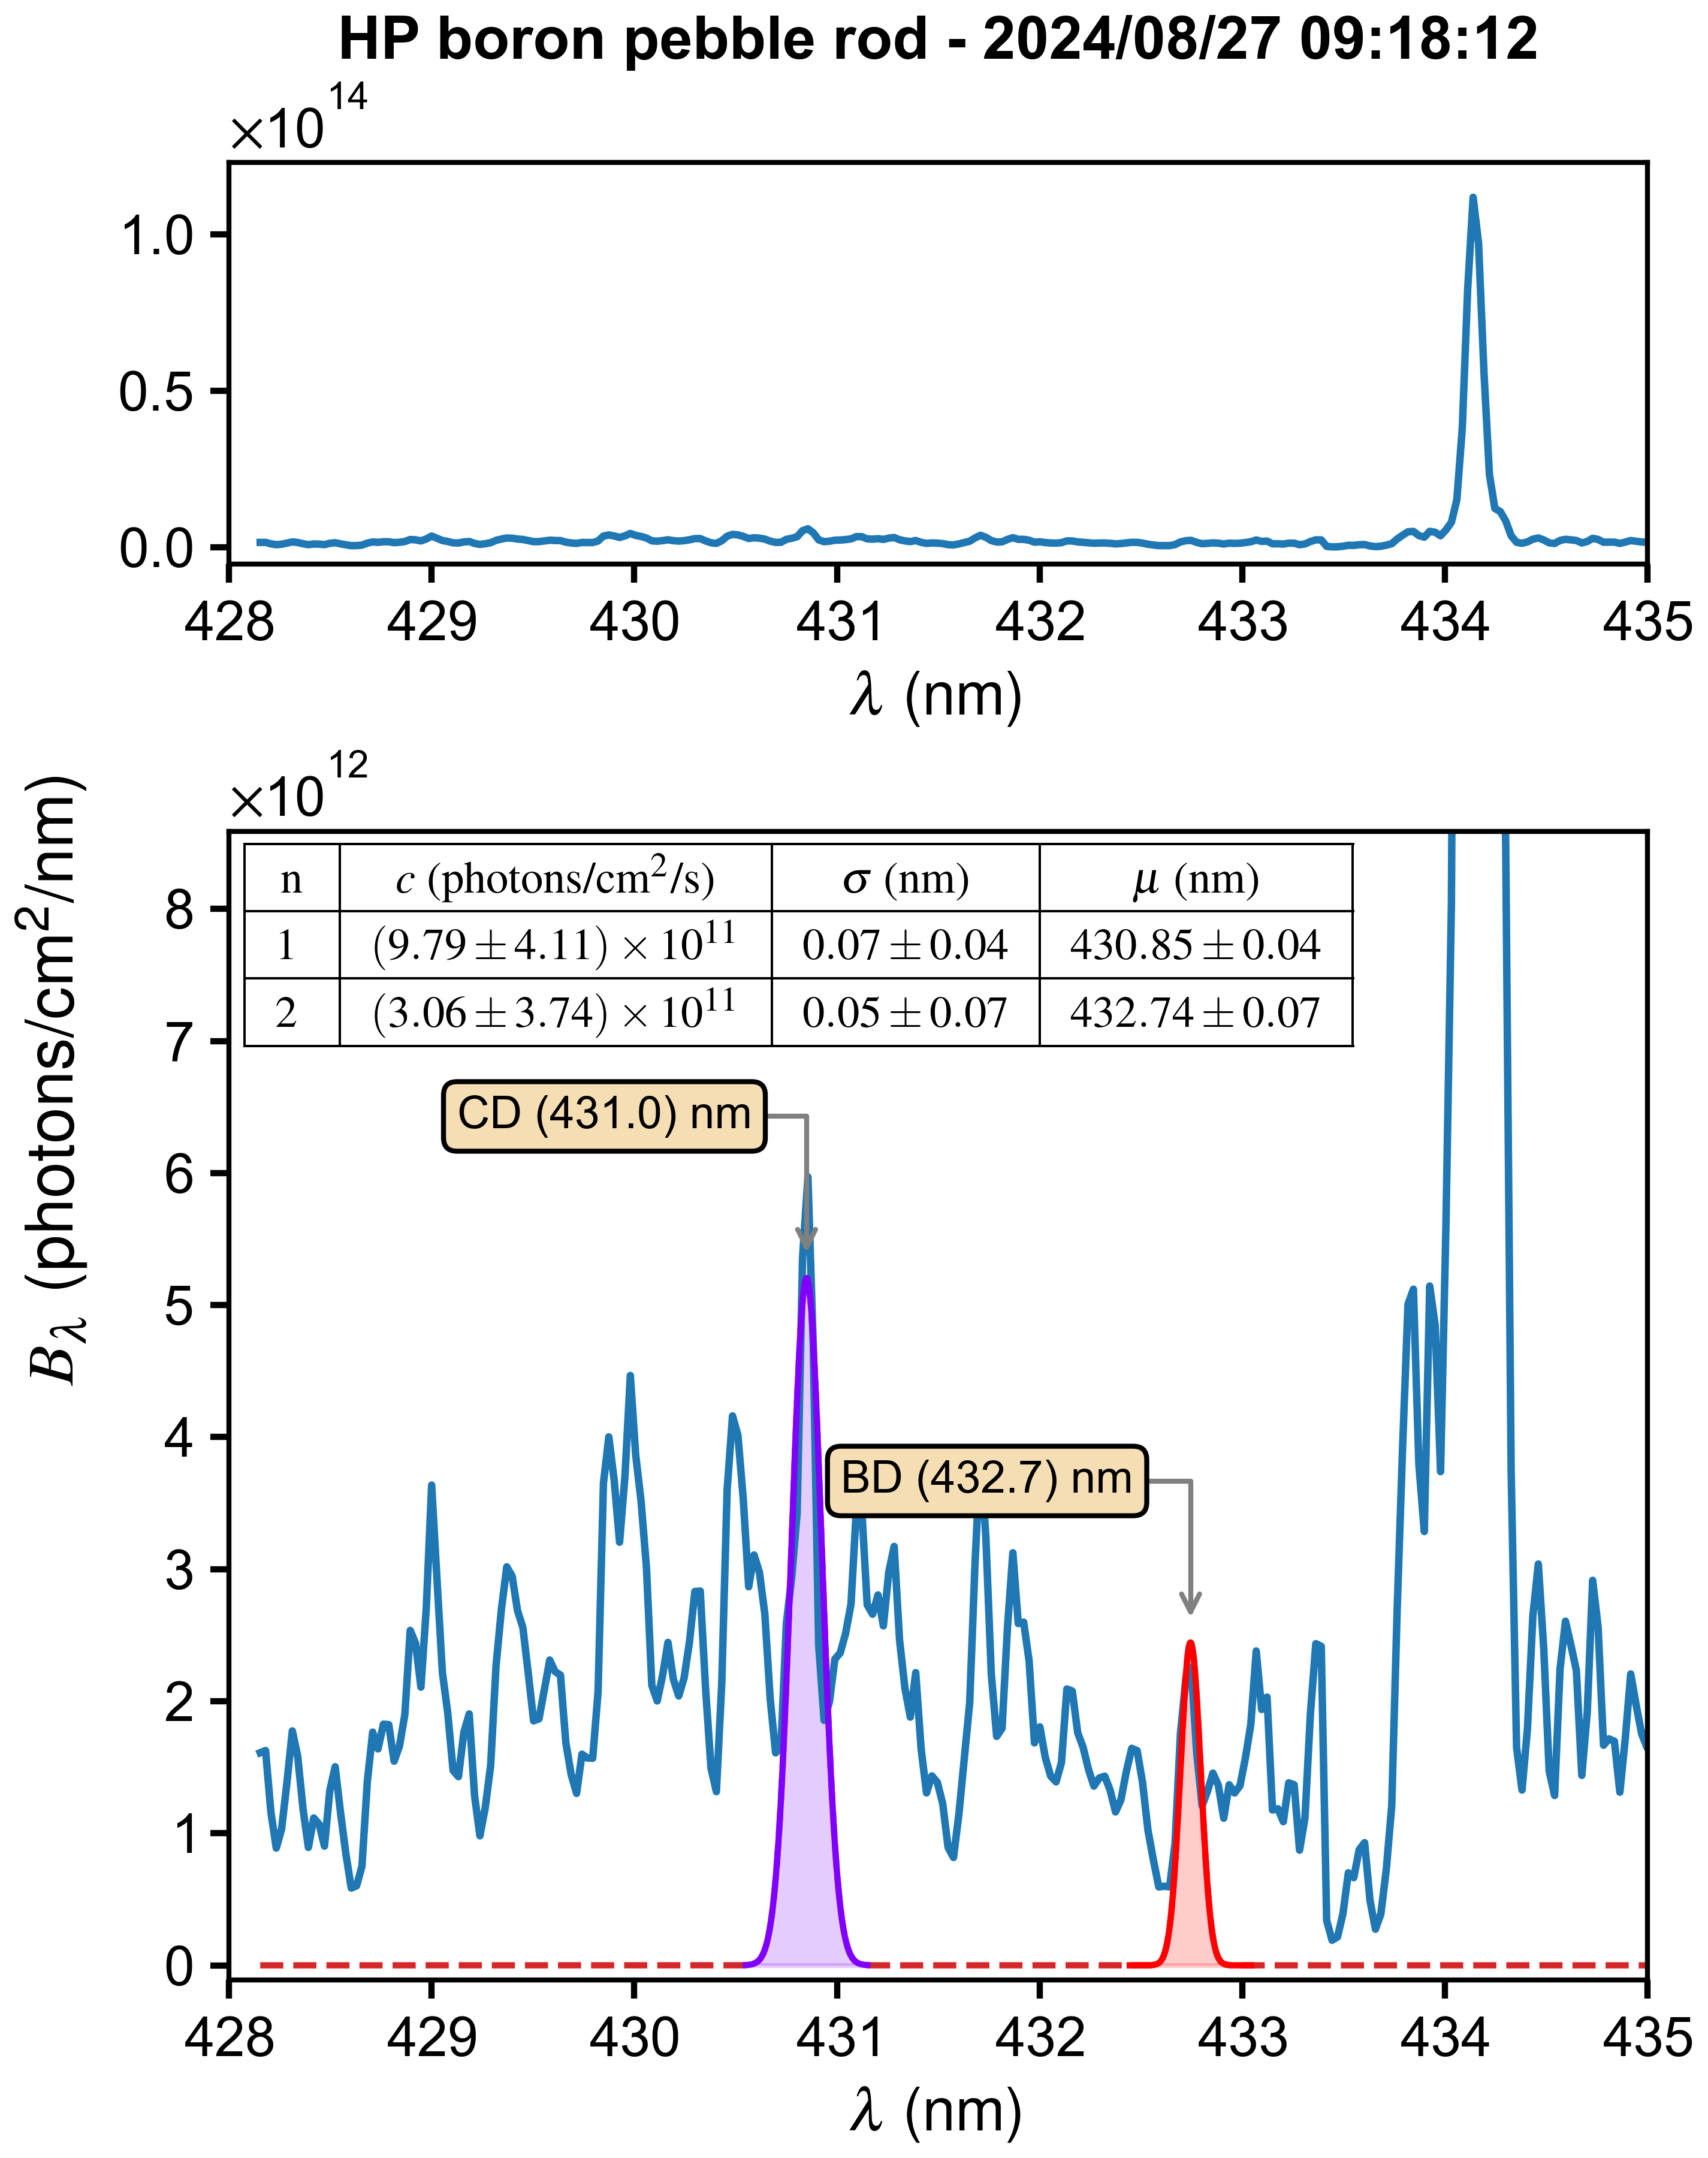 HP boron pebble rod - 2024/08/27 09:18:12
×10^14
1.0
0.5
0.0
428 429 430 431 432 433 434 435
λ (nm)
×10^12
B_λ (photons/cm²/nm)
n c (photons/cm²/s) σ (nm) μ (nm)
1 (9.79 ± 4.11) × 10^11 0.07 ± 0.04 430.85 ± 0.04
2 (3.06 ± 3.74) × 10^11 0.05 ± 0.07 432.74 ± 0.07
8
7
CD (431.0) nm
6
5
4
BD (432.7) nm
3
2
1
0
428 429 430 431 432 433 434 435
λ (nm)